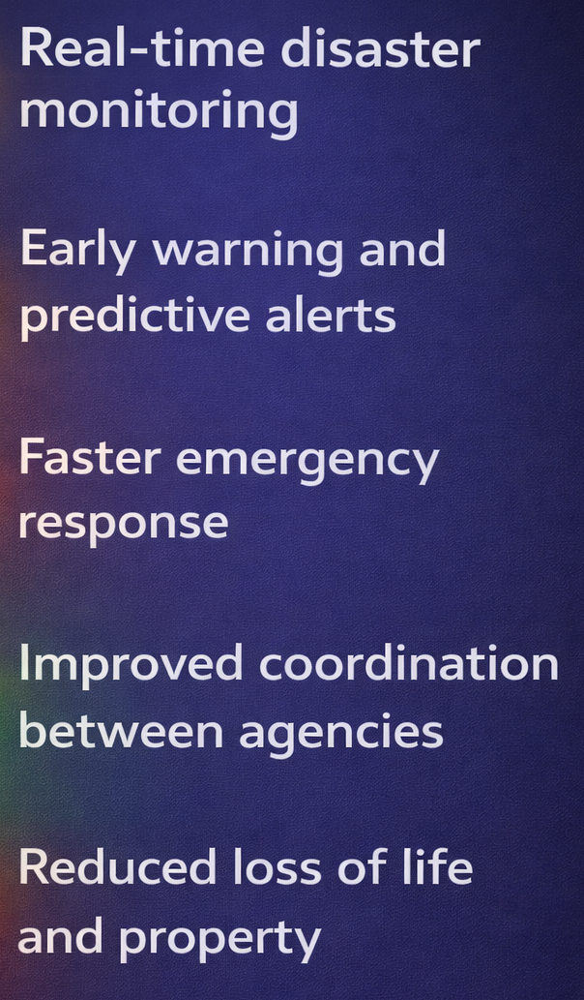 Real-time disaster
monitoring
Early warning and
predictive alerts
Faster emergency
response
Improved coordination
between agencies
Reduced loss of life
and property